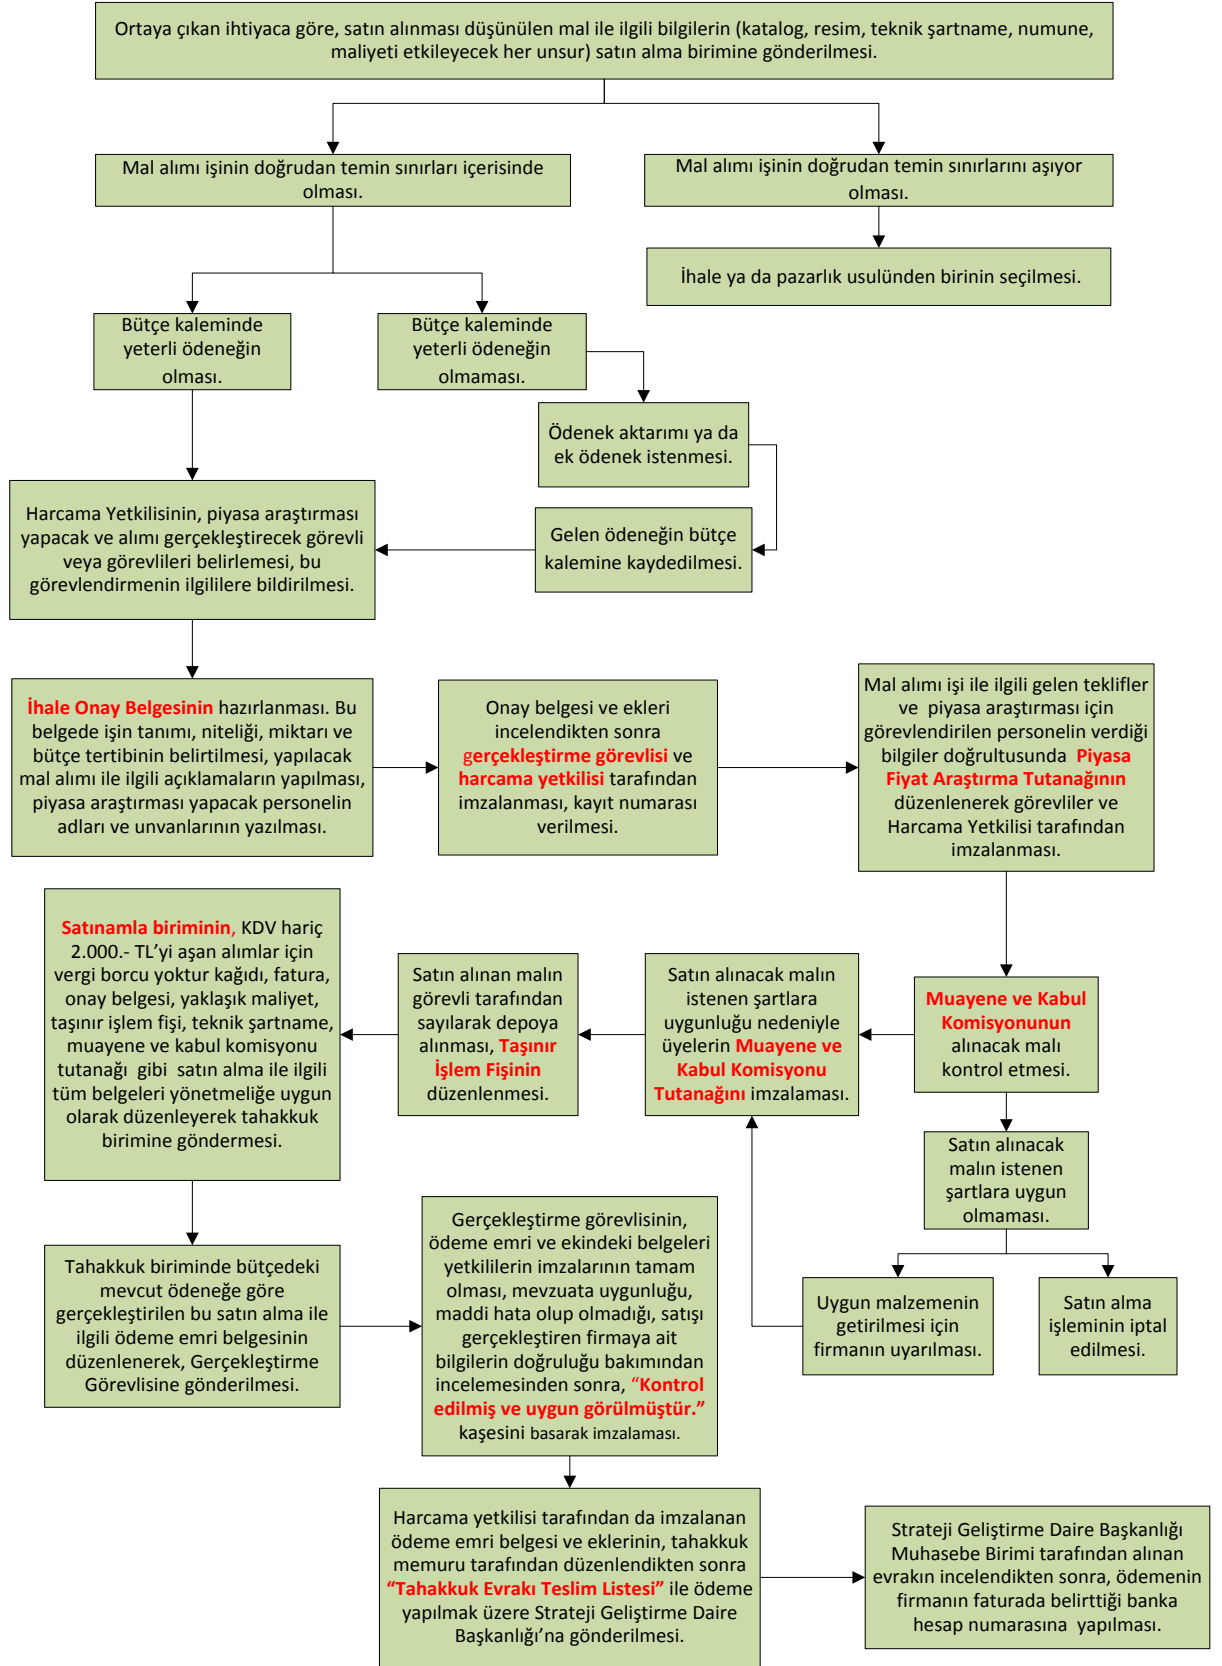 Ortaya çıkan ihtiyaca göre, satın alınması düşünülen mal ile ilgili bilgilerin (katalog, resim, teknik şartname, numune,
maliyeti etkileyecek her unsur) satın alma birimine gönderilmesi.
Mal alımı işinin doğrudan temin sınırları içerisinde
olması.
Mal alımı işinin doğrudan temin sınırlarını aşıyor
olması.
İhale ya da pazarlık usulünden birinin seçilmesi.
Bütçe kaleminde
yeterli ödeneğin
olması.
Bütçe kaleminde
yeterli ödeneğin
olmaması.
Ödenek aktarımı ya da
ek ödenek istenmesi.
Gelen ödeneğin bütçe
kalemine kaydedilmesi.
Harcama Yetkilisinin, piyasa araştırması
yapacak ve alımı gerçekleştirecek görevli
veya görevlileri belirlemesi, bu
görevlendirmenin ilgililere bildirilmesi.
İhale Onay Belgesinin hazırlanması. Bu
belgede işin tanımı, niteliği, miktarı ve
bütçe tertibinin belirtilmesi, yapılacak
mal alımı ile ilgili açıklamaların yapılması,
piyasa araştırması yapacak personelin
adları ve unvanlarının yazılması.
Onay belgesi ve ekleri
incelendikten sonra
gerçekleştirme görevlisi ve
harcama yetkilisi tarafından
imzalanması, kayıt numarası
verilmesi.
Mal alımı işi ile ilgili gelen teklifler
ve piyasa araştırması için
görevlendirilen personelin verdiği
bilgiler doğrultusunda Piyasa
Fiyat Araştırma Tutanağının
düzenlenerek görevliler ve
Harcama Yetkilisi tarafından
imzalanması.
Muayene ve Kabul
Komisyonunun
alınacak malı
kontrol etmesi.
Satın alınacak malın
istenen şartlara
uygunluğu nedeniyle
üyelerin Muayene ve
Kabul Komisyonu
Tutanağını imzalaması.
Satın alınan malın
görevli tarafından
sayılarak depoya
alınması, Taşınır
İşlem Fişinin
düzenlenmesi.
Satınamla biriminin, KDV hariç
2.000.- TL’yi aşan alımlar için
vergi borcu yoktur kağıdı, fatura,
onay belgesi, yaklaşık maliyet,
taşınır işlem fişi, teknik şartname,
muayene ve kabul komisyonu
tutanağı gibi satın alma ile ilgili
tüm belgeleri yönetmeliğe uygun
olarak düzenleyerek tahakkuk
birimine göndermesi.
Satın alınacak
malın istenen
şartlara uygun
olmaması.
Uygun malzemenin
getirilmesi için
firmanın uyarılması.
Satın alma
işleminin iptal
edilmesi.
Tahakkuk biriminde bütçedeki
mevcut ödeneğe göre
gerçekleştirilen bu satın alma ile
ilgili ödeme emri belgesinin
düzenlenerek, Gerçekleştirme
Görevlisine gönderilmesi.
Gerçekleştirme görevlisinin,
ödeme emri ve ekindeki belgeleri
yetkililerin imzalarının tamam
olması, mevzuata uygunluğu,
maddi hata olup olmadığı, satışı
gerçekleştiren firmaya ait
bilgilerin doğruluğu bakımından
incelemesinden sonra, “Kontrol
edilmiş ve uygun görülmüştür.”
kaşesini basarak imzalaması.
Harcama yetkilisi tarafından da imzalanan
ödeme emri belgesi ve eklerinin, tahakkuk
memuru tarafından düzenlendikten sonra
“Tahakkuk Evrakı Teslim Listesi” ile ödeme
yapılmak üzere Strateji Geliştirme Daire
Başkanlığı’na gönderilmesi.
Strateji Geliştirme Daire Başkanlığı
Muhasebe Birimi tarafından alınan
evrakın incelendikten sonra, ödemenin
firmanın faturada belirttiği banka
hesap numarasına yapılması.